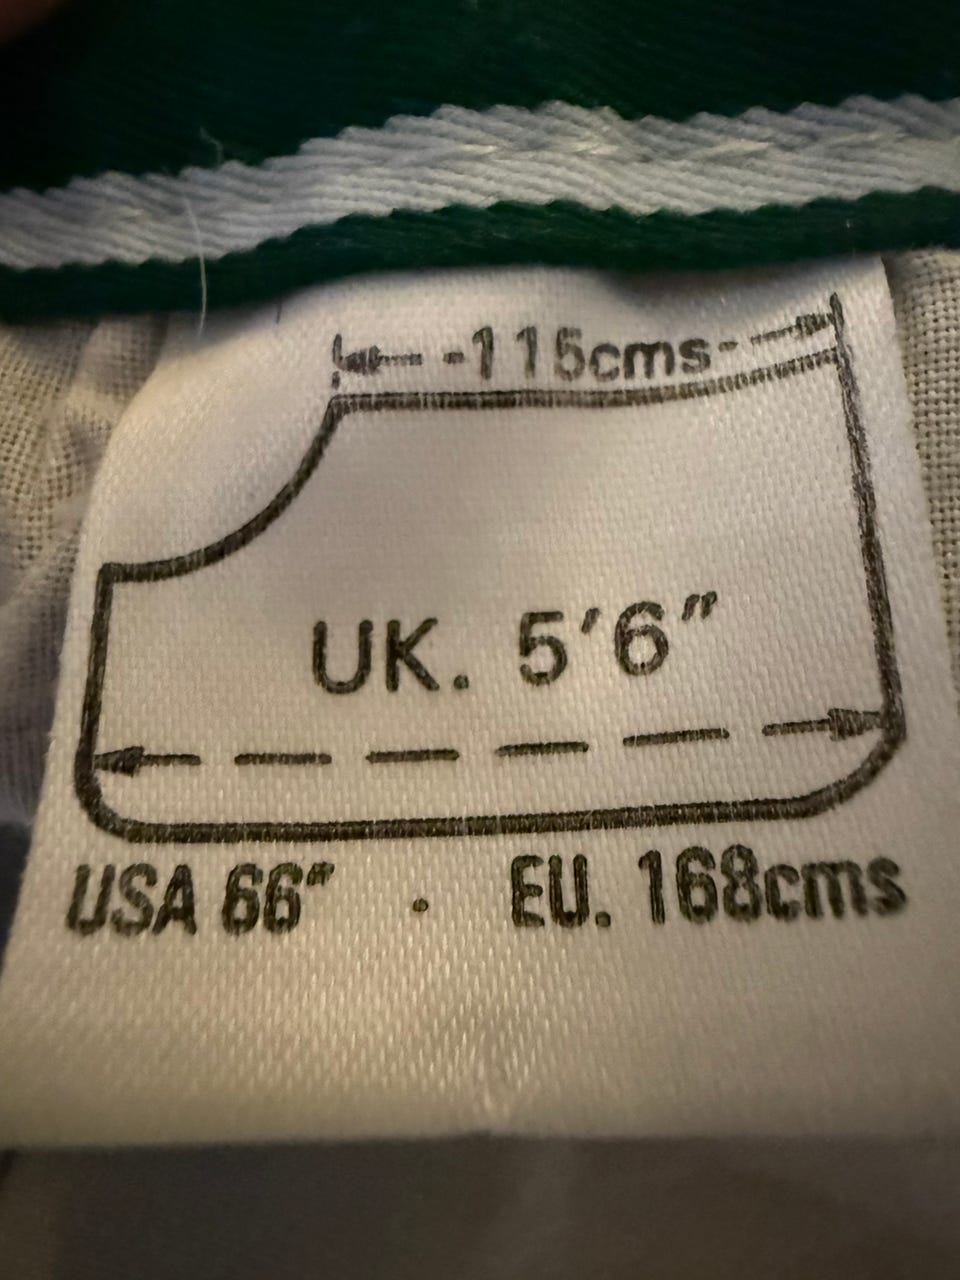 -115cms-
UK. 5'6"
USA 66" · EU. 168cms